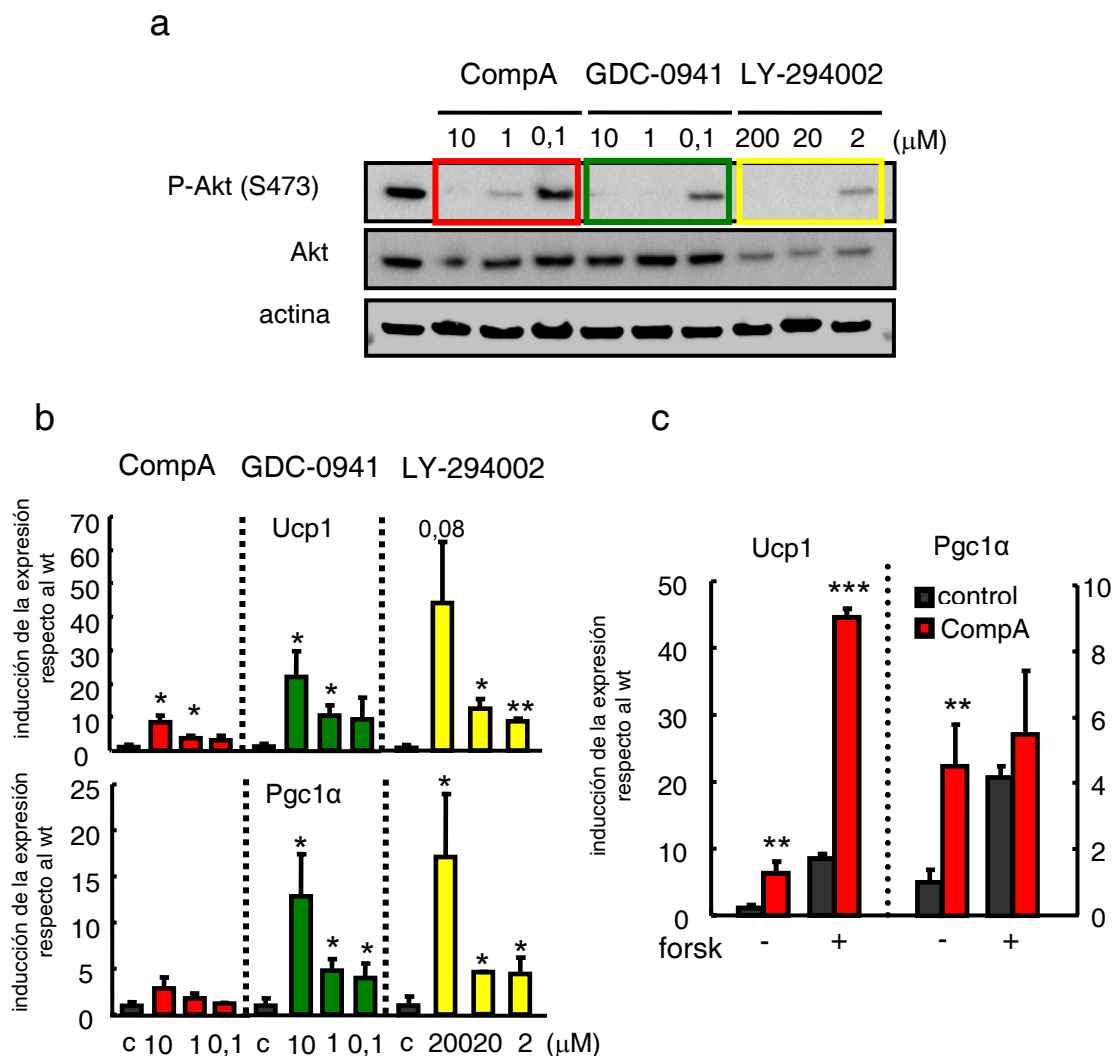 a
CompA GDC-0941 LY-294002
10 1 0,1 10 1 0,1 200 20 2 (μM)
P-Akt (S473)
Akt
actina
b
CompA GDC-0941 LY-294002
inducción de la expresión
respecto al wt
70
60
50
40
30
20
10
0
Ucp1
0,08
* * * * * **
inducción de la expresión
respecto al wt
25
20
15
10
5
0
Pgc1α
* * * * * *
c 10 1 0,1 c 10 1 0,1 c 200 20 2 (μM)
c
Ucp1 Pgc1α
inducción de la expresión
respecto al wt
50
40
30
20
10
0
** *** **
control
CompA
10
8
6
4
2
0
forsk - + - +